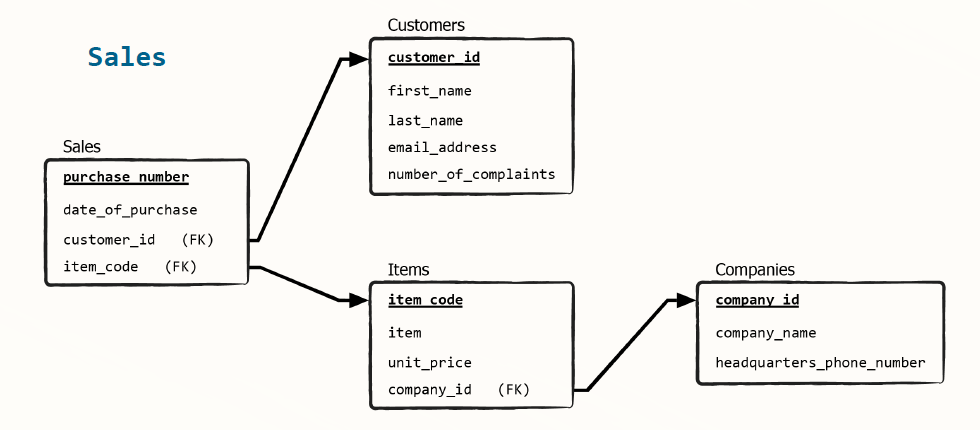 Sales
Customers
customer_id
first_name
last_name
email_address
number_of_complaints
Sales
purchase_number
date_of_purchase
customer_id (FK)
item_code (FK)
Items
item_code
item
unit_price
company_id (FK)
Companies
company_id
company_name
headquarters_phone_number